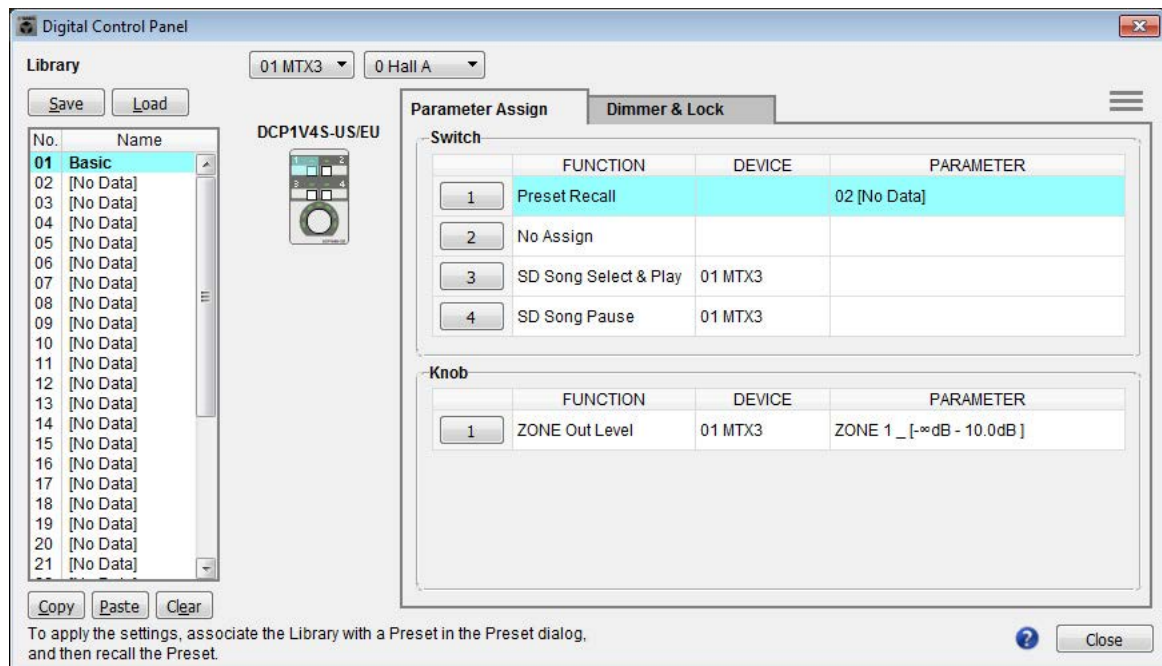 Digital Control Panel
Library
01 MTX3
0 Hall A
Save
Load
No. Name
01 Basic
02 [No Data]
03 [No Data]
04 [No Data]
05 [No Data]
06 [No Data]
07 [No Data]
08 [No Data]
09 [No Data]
10 [No Data]
11 [No Data]
12 [No Data]
13 [No Data]
14 [No Data]
15 [No Data]
16 [No Data]
17 [No Data]
18 [No Data]
19 [No Data]
20 [No Data]
21 [No Data]
Copy
Paste
Clear
DCP1V4S-US/EU
1 - - 2
3 - - 4
Parameter Assign
Dimmer & Lock
Switch
FUNCTION DEVICE PARAMETER
1 Preset Recall 02 [No Data]
2 No Assign
3 SD Song Select & Play 01 MTX3
4 SD Song Pause 01 MTX3
Knob
FUNCTION DEVICE PARAMETER
1 ZONE Out Level 01 MTX3 ZONE 1 _ [-∞dB - 10.0dB ]
To apply the settings, associate the Library with a Preset in the Preset dialog,
and then recall the Preset.
?
Close